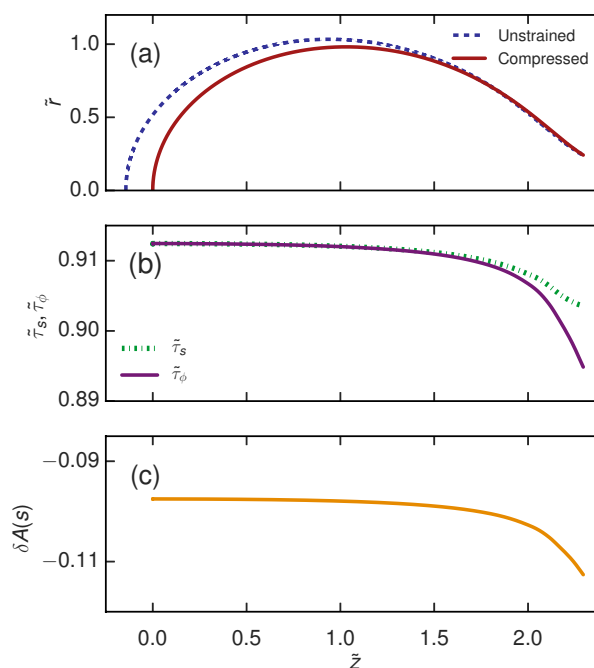 (a)
Unstrained
Compressed
1.0
0.5
0.0
r̃
(b)
0.91
0.90
0.89
τ̃s, τ̃ϕ
τ̃s
τ̃ϕ
(c)
−0.09
−0.11
δA(s)
0.0 0.5 1.0 1.5 2.0
z̃